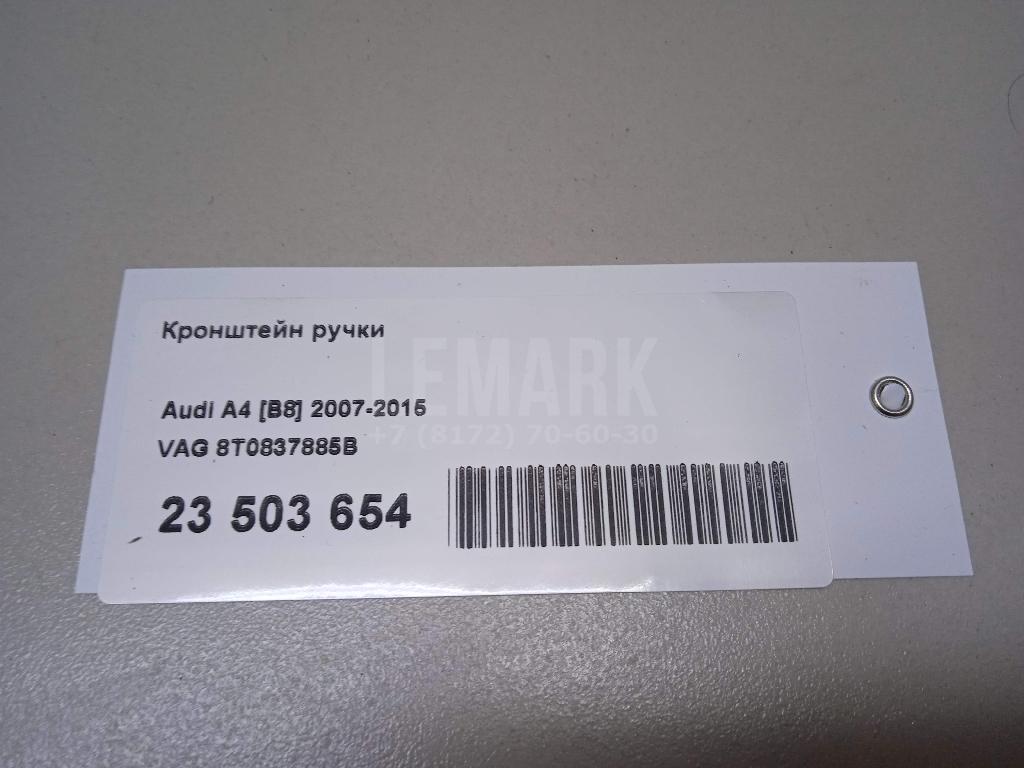 Кронштейн ручки
LEMARK
Audi A4 [B8] 2007-2015
+7 (8172) 70-60-30
VAG 8T0837885B
23 503 654